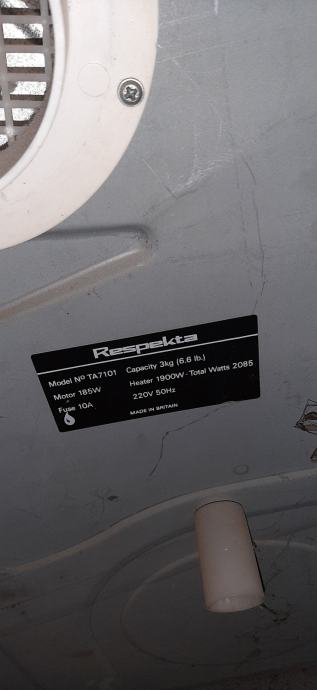 Respekta
Model Nº TA7101 Capacity 3kg (6.6 lb.)
Motor 185W Heater 1900W - Total Watts 2085
Fuse 10A 220V 50Hz
MADE IN BRITAIN